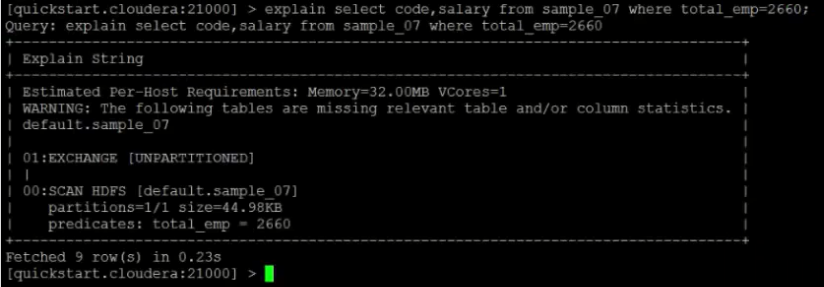 [quickstart.cloudera:21000] > explain select code,salary from sample_07 where total_emp=2660;
Query: explain select code,salary from sample_07 where total_emp=2660
+------------------------------------------------------------------------------------+
| Explain String                                                                     |
+------------------------------------------------------------------------------------+
| Estimated Per-Host Requirements: Memory=32.00MB VCores=1                           |
| WARNING: The following tables are missing relevant table and/or column statistics. |
| default.sample_07                                                                  |
|                                                                                    |
| 01:EXCHANGE [UNPARTITIONED]                                                        |
| |                                                                                  |
| 00:SCAN HDFS [default.sample_07]                                                   |
|    partitions=1/1 size=44.98KB                                                     |
|    predicates: total_emp = 2660                                                    |
+------------------------------------------------------------------------------------+
Fetched 9 row(s) in 0.23s
[quickstart.cloudera:21000] >